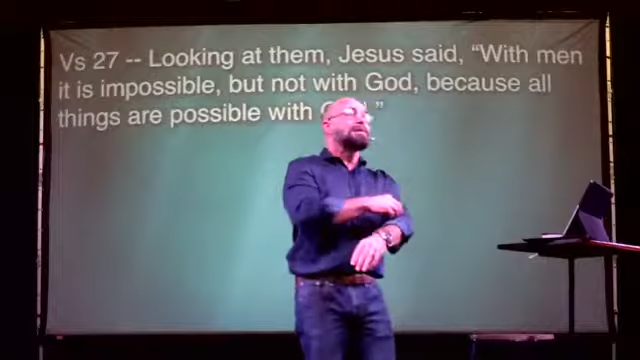 Vs 27 -- Looking at them, Jesus said, “With men
it is impossible, but not with God, because all
things are possible with